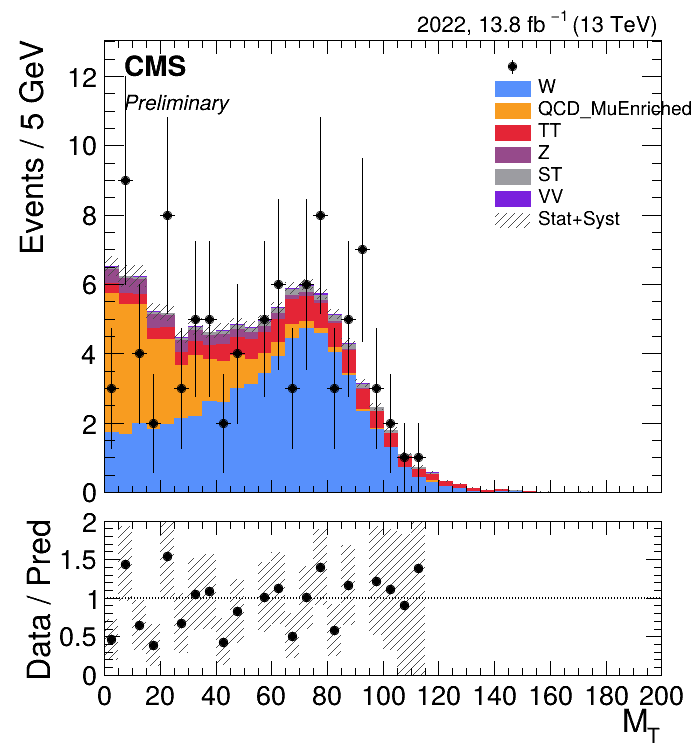 2022, 13.8 fb⁻¹ (13 TeV)
CMS
Preliminary
W
QCD_MuEnriched
TT
Z
ST
VV
Stat+Syst
Events / 5 GeV
12
10
8
6
4
2
0
Data / Pred
2
1.5
1
0.5
0
0 20 40 60 80 100 120 140 160 180 200
M_T